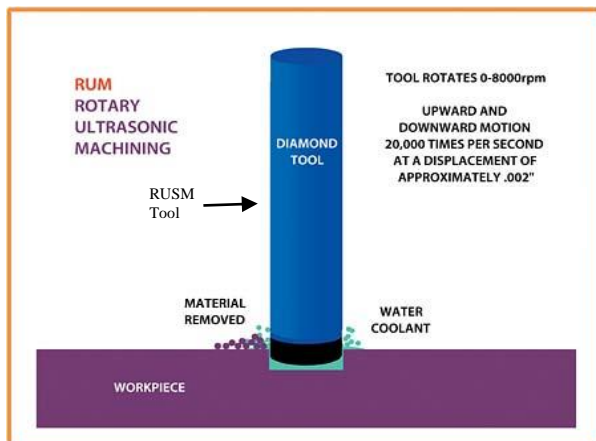 RUM
ROTARY
ULTRASONIC
MACHINING
RUSM
Tool
DIAMOND
TOOL
TOOL ROTATES 0-8000rpm
UPWARD AND
DOWNWARD MOTION
20,000 TIMES PER SECOND
AT A DISPLACEMENT OF
APPROXIMATELY .002"
MATERIAL
REMOVED
WATER
COOLANT
WORKPIECE